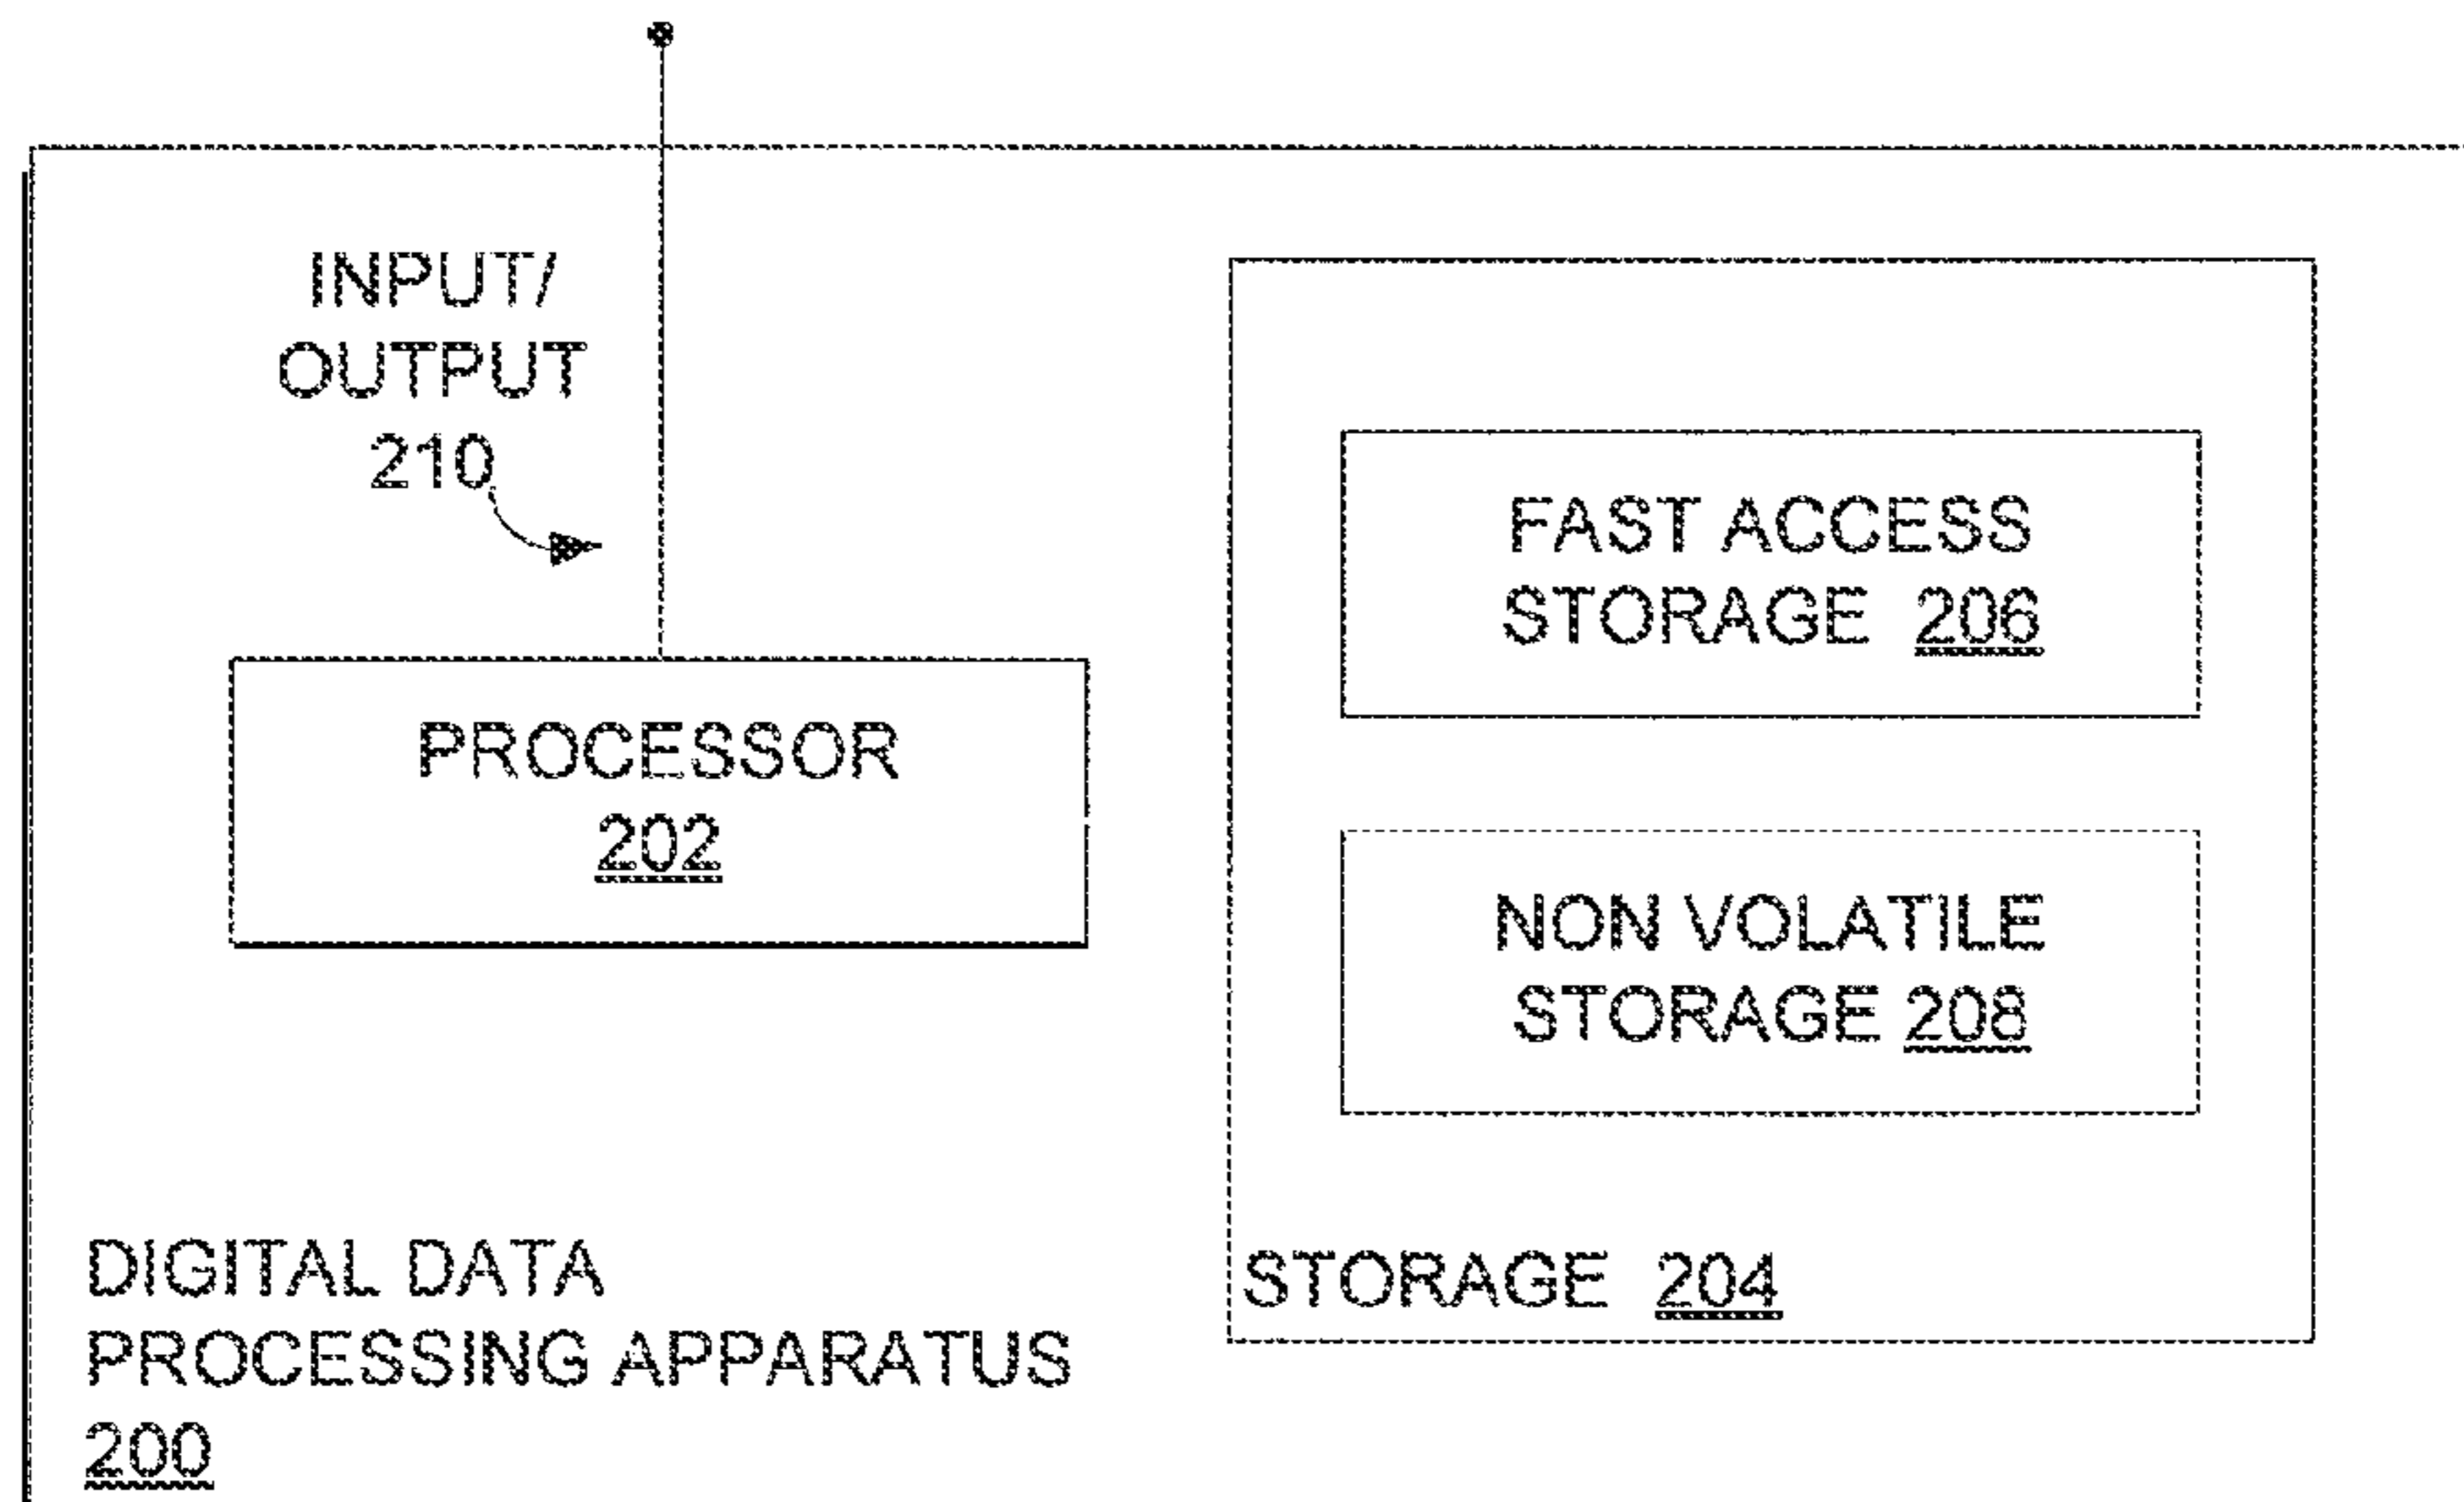 INPUT/
OUTPUT
210
PROCESSOR
202
FAST ACCESS
STORAGE 206
NON VOLATILE
STORAGE 208
STORAGE 204
DIGITAL DATA
PROCESSING APPARATUS
200